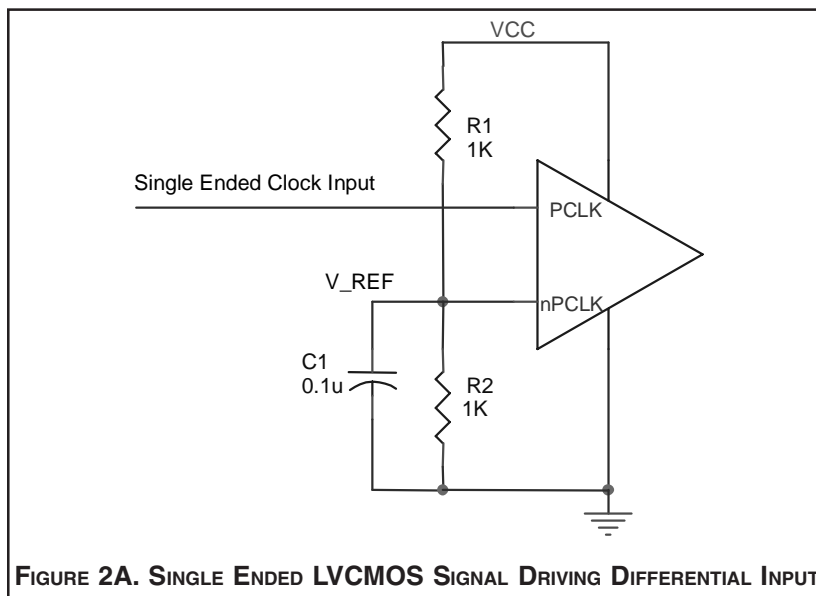 VCC
R1
1K
Single Ended Clock Input
PCLK
V_REF
nPCLK
C1
0.1u
R2
1K
FIGURE 2A. SINGLE ENDED LVCMOS SIGNAL DRIVING DIFFERENTIAL INPUT